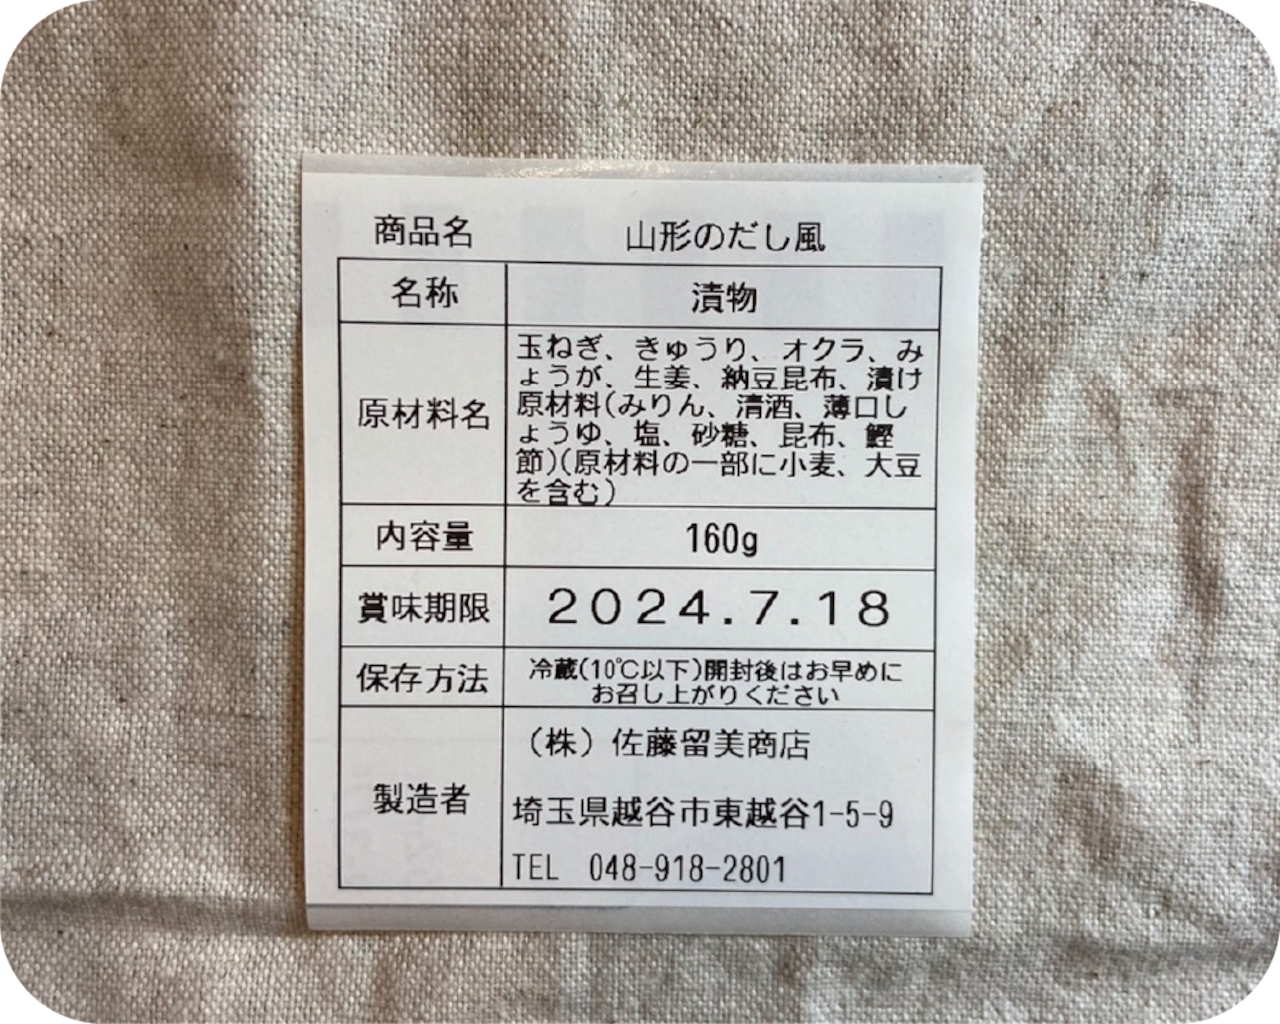 商品名 山形のだし風
名称 漬物
原材料名
玉ねぎ、きゅうり、オクラ、み
ょうが、生姜、納豆昆布、漬け
原材料(みりん、清酒、薄口し
ょうゆ、塩、砂糖、昆布、鰹
節)(原材料の一部に小麦、大豆
を含む)
内容量 160g
賞味期限 2024.7.18
保存方法
冷蔵(10℃以下)開封後はお早めに
お召し上がりください
製造者
（株）佐藤留美商店
埼玉県越谷市東越谷1-5-9
TEL 048-918-2801